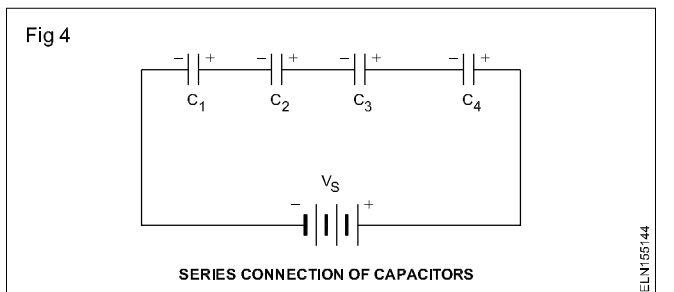 Fig 4
− + − + − + − +
C1 C2 C3 C4
VS
− +
SERIES CONNECTION OF CAPACITORS
ELN155144